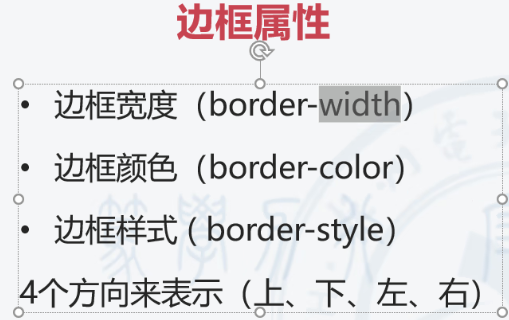 边框属性
• 边框宽度（border-width）
• 边框颜色（border-color）
• 边框样式（border-style）
4个方向来表示（上、下、左、右）